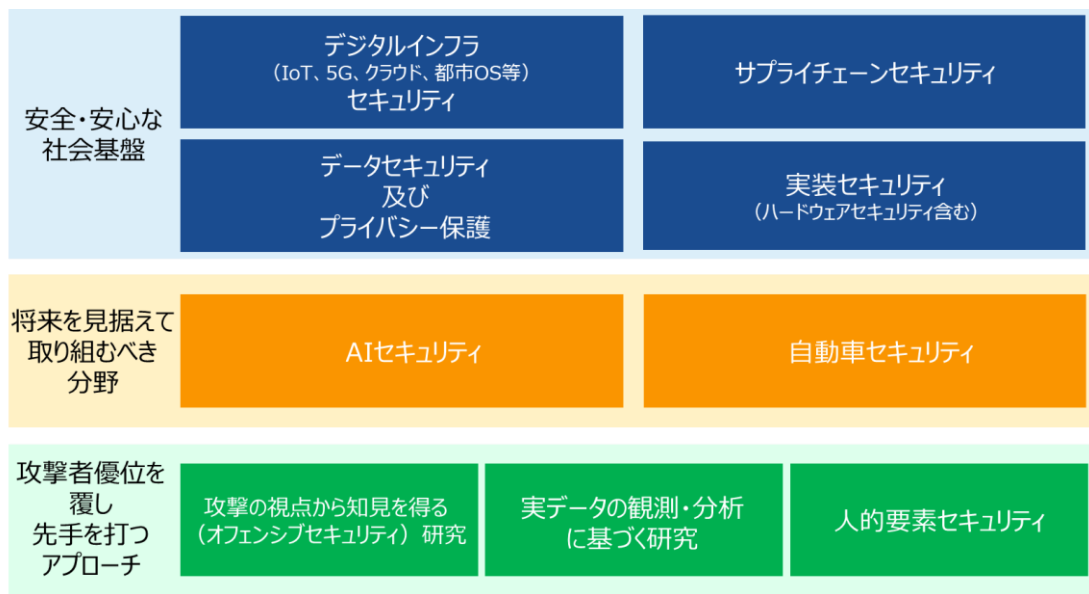 安全・安心な
社会基盤
デジタルインフラ
（IoT、5G、クラウド、都市OS等）
セキュリティ
サプライチェーンセキュリティ
データセキュリティ
及び
プライバシー保護
実装セキュリティ
（ハードウェアセキュリティ含む）
将来を見据えて
取り組むべき
分野
AIセキュリティ
自動車セキュリティ
攻撃者優位を
覆し
先手を打つ
アプローチ
攻撃の視点から知見を得る
（オフェンシブセキュリティ）研究
実データの観測・分析
に基づく研究
人的要素セキュリティ